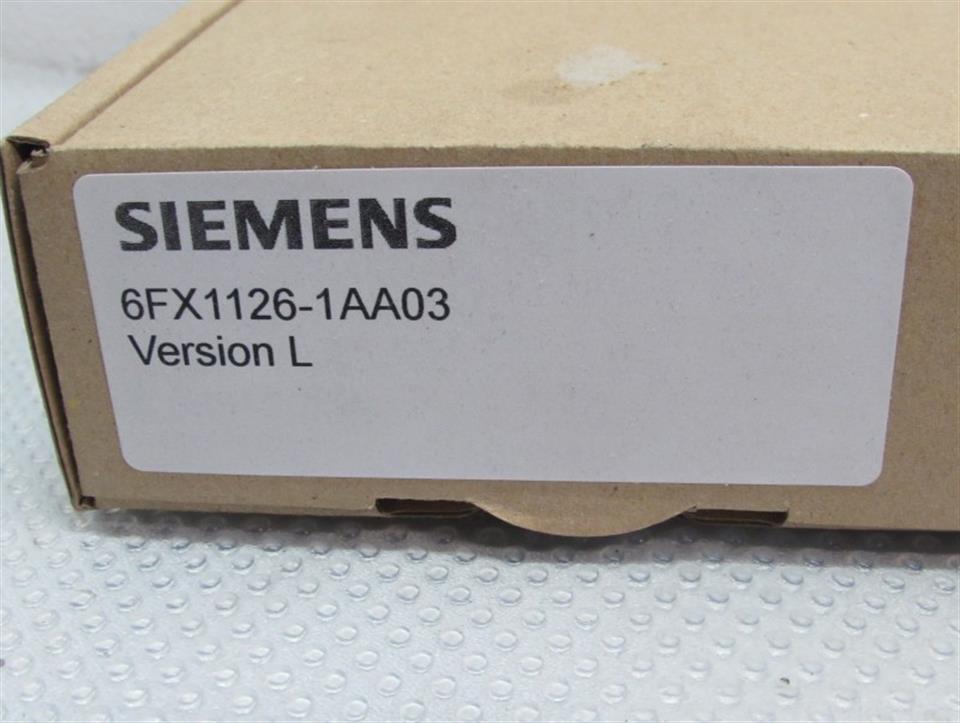 SIEMENS
6FX1126-1AA03
Version L